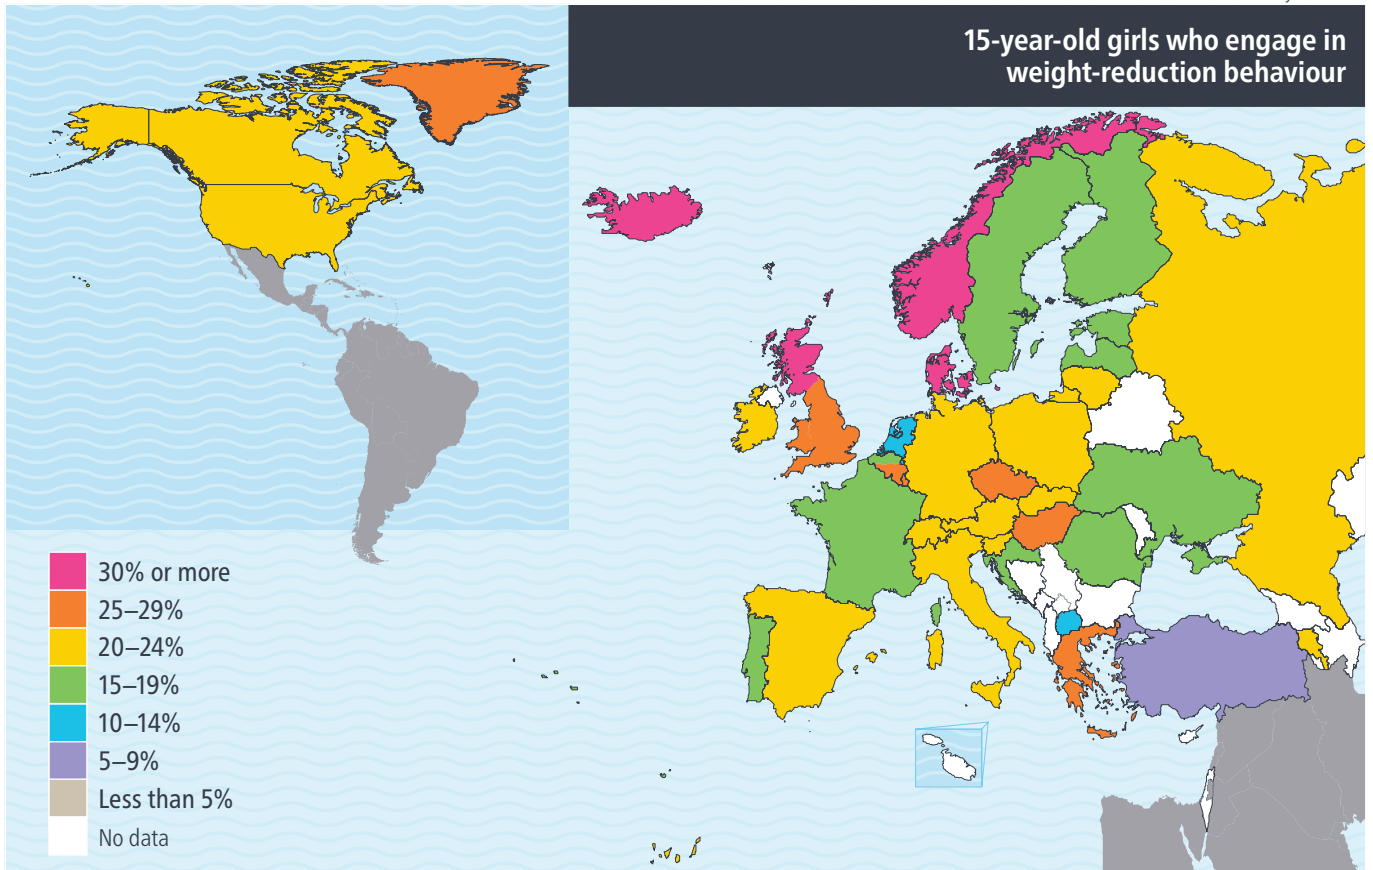 15-year-old girls who engage in
weight-reduction behaviour
30% or more
25–29%
20–24%
15–19%
10–14%
5–9%
Less than 5%
No data